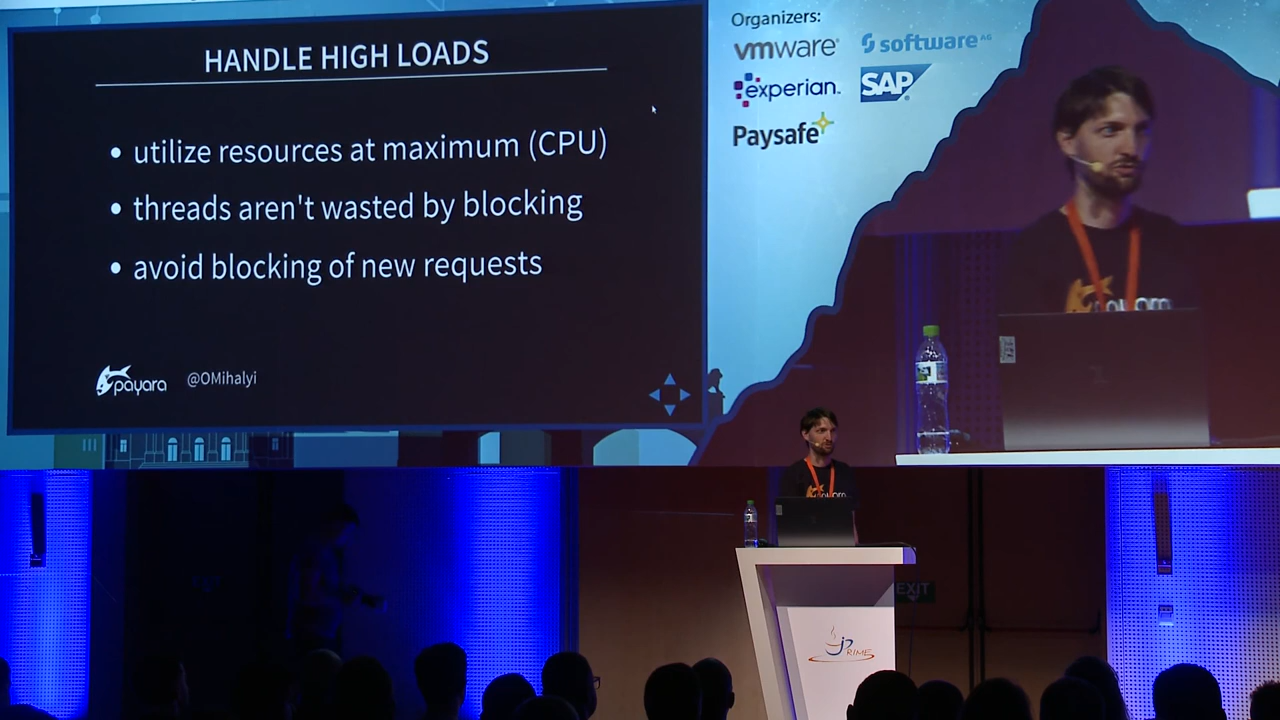 HANDLE HIGH LOADS
• utilize resources at maximum (CPU)
• threads aren't wasted by blocking
• avoid blocking of new requests
payara @OMihalyi
Organizers:
vmware® software AG
experian. SAP
Paysafe
EXIT
jPRIME